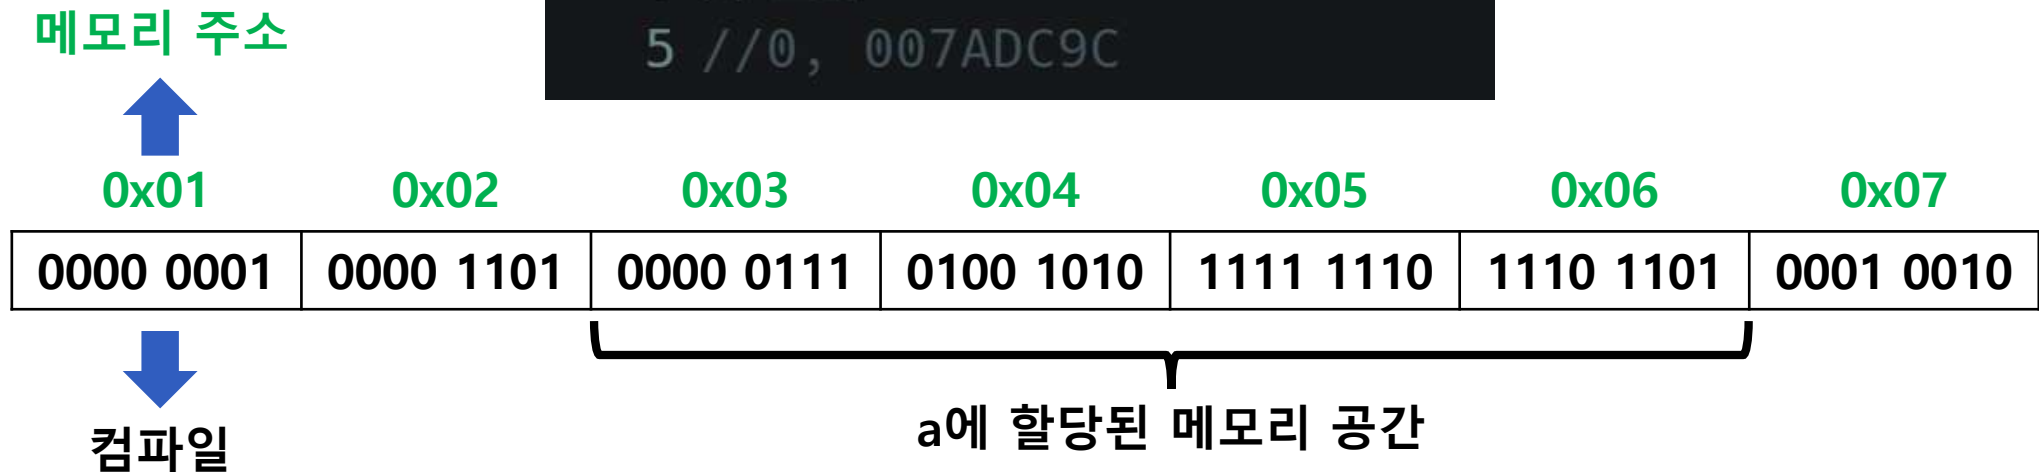 메모리 주소
5 //0, 007ADC9C
0x01 0x02 0x03 0x04 0x05 0x06 0x07
0000 0001 0000 1101 0000 0111 0100 1010 1111 1110 1110 1101 0001 0010
a에 할당된 메모리 공간
컴파일